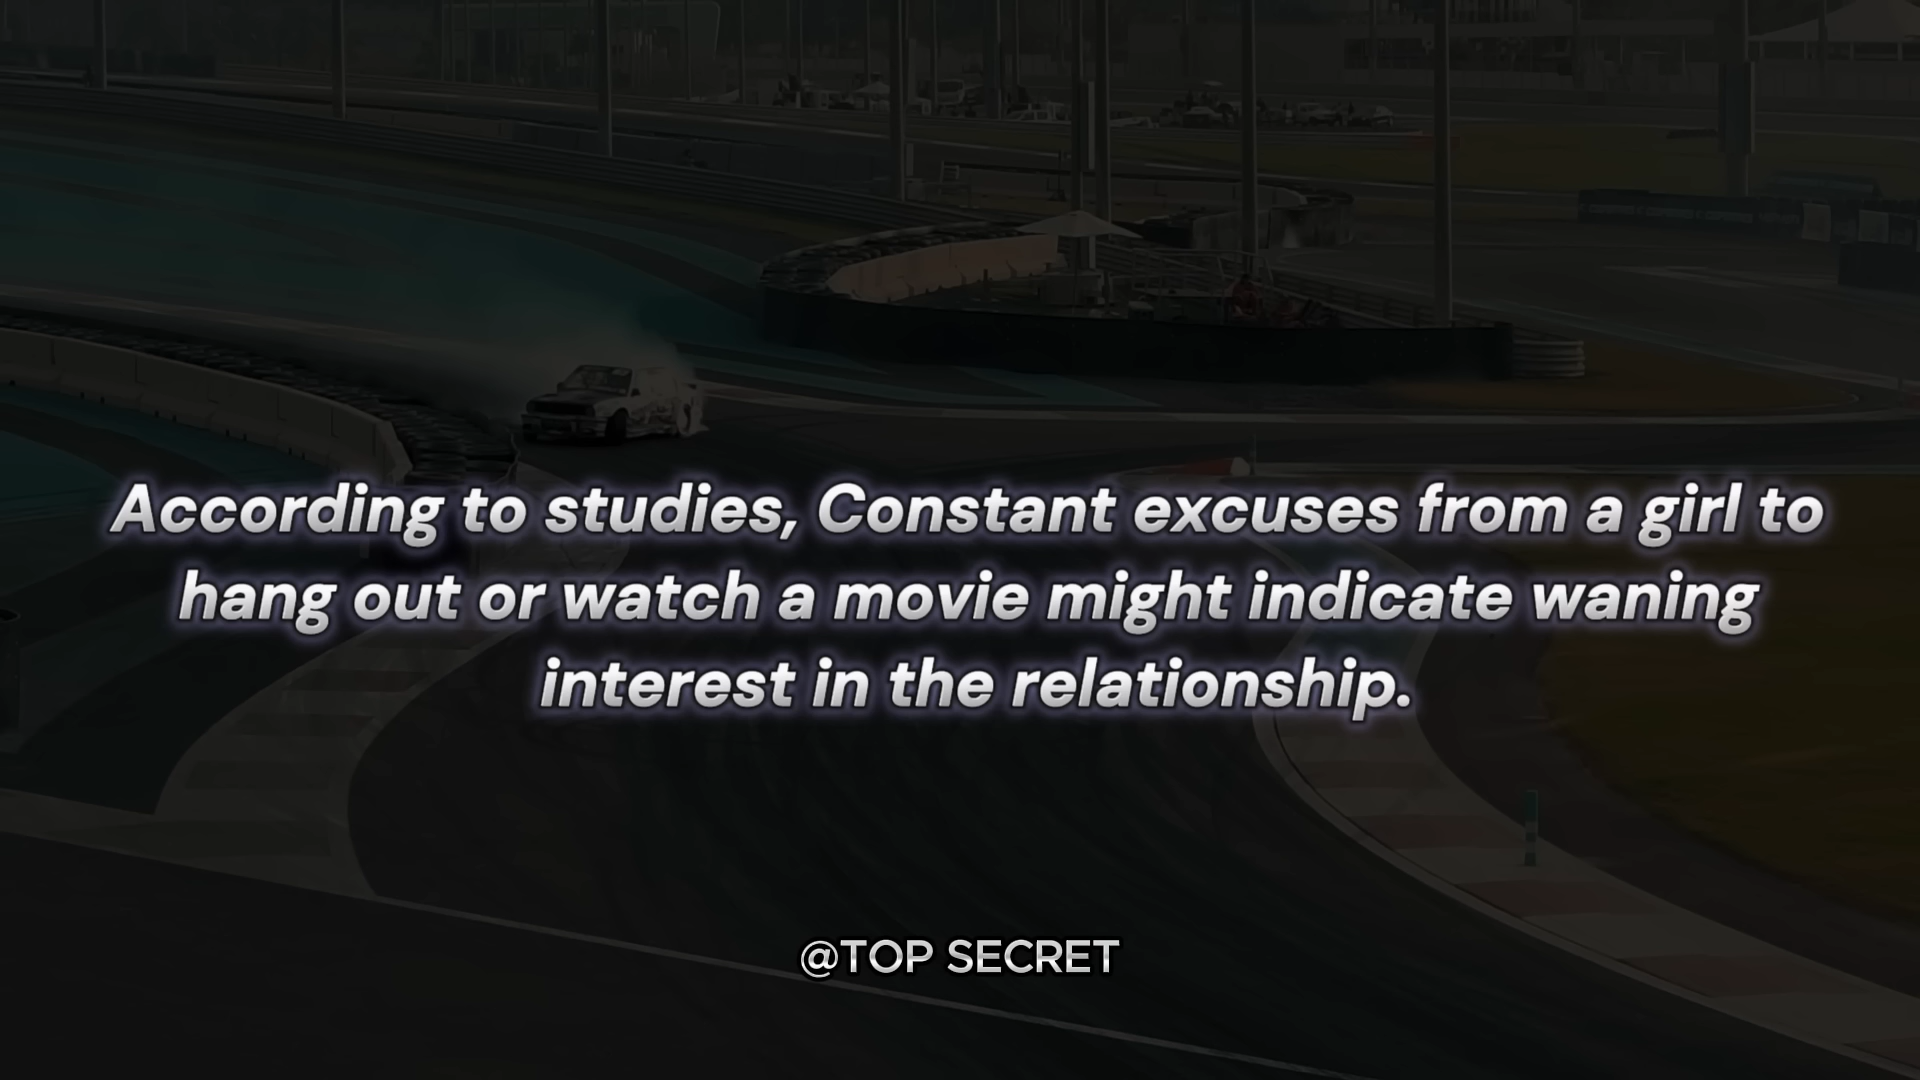 According to studies, Constant excuses from a girl to
hang out or watch a movie might indicate waning
interest in the relationship.
@TOP SECRET